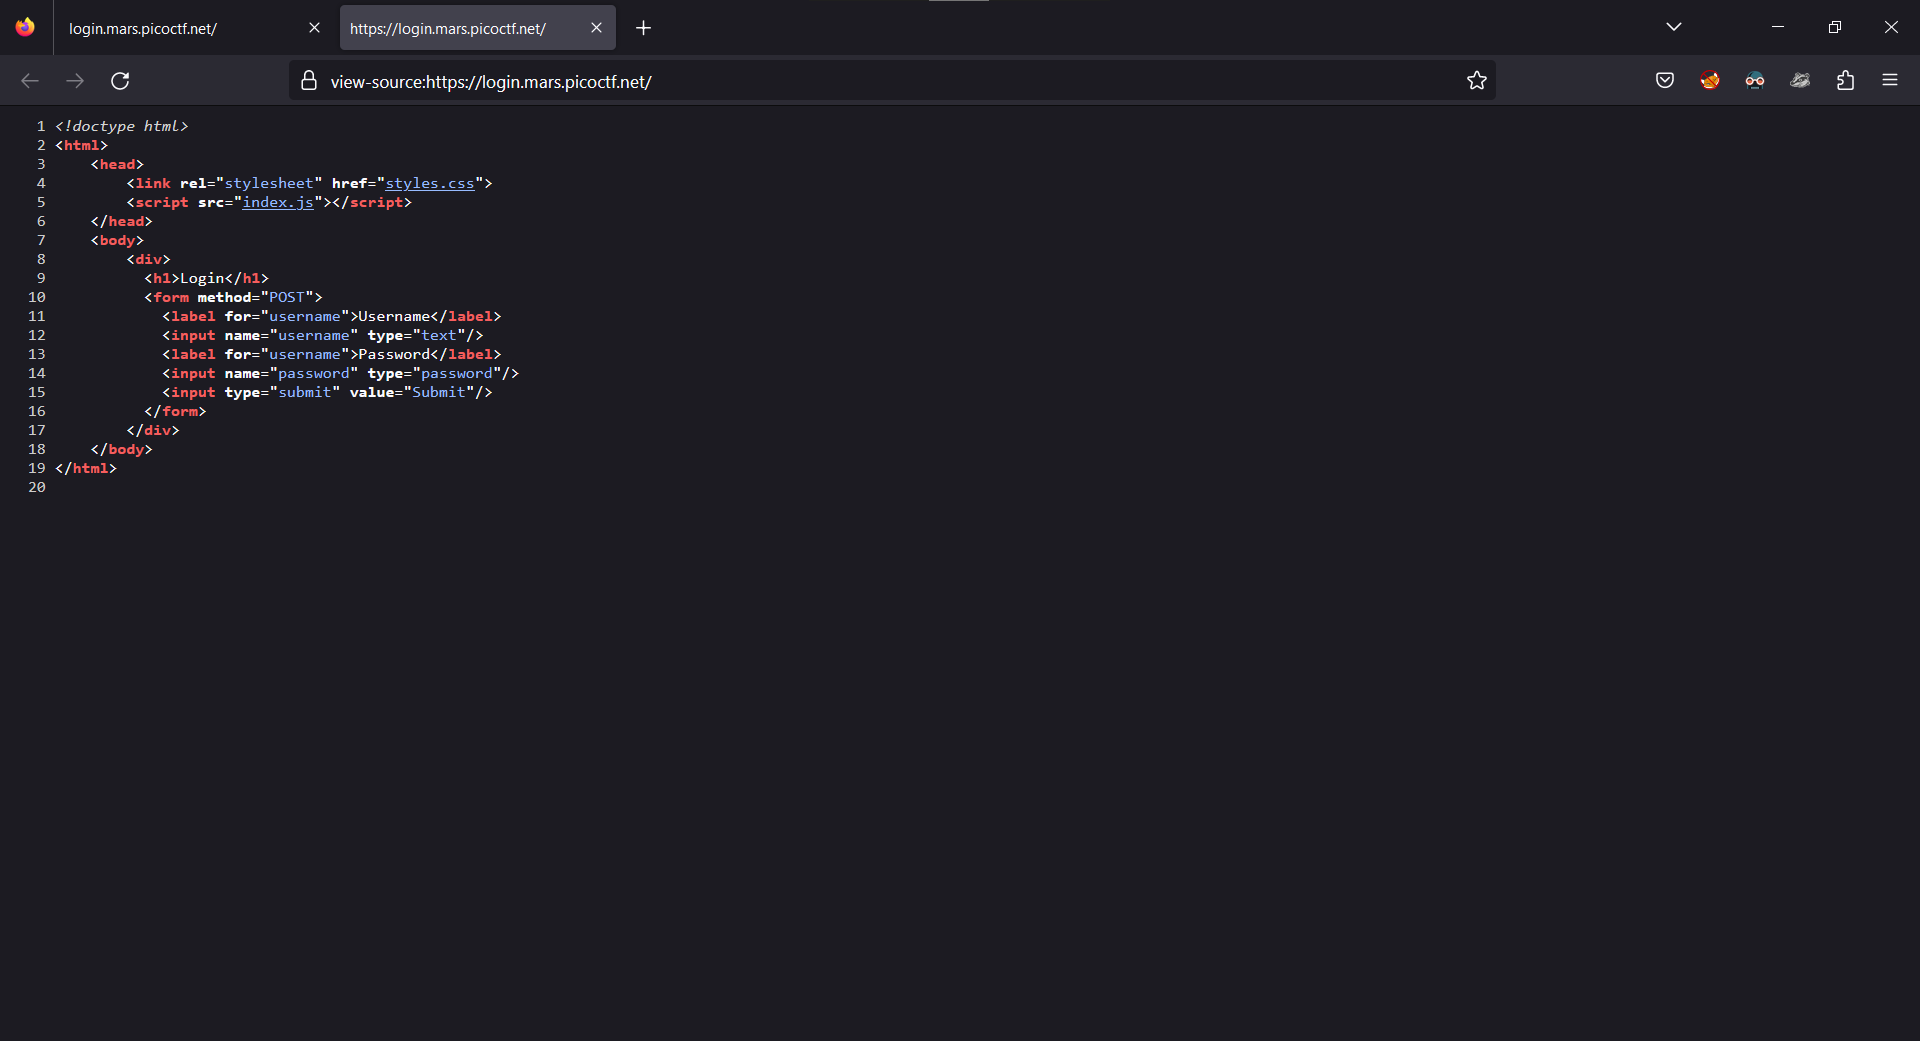 login.mars.picoctf.net/
https://login.mars.picoctf.net/
view-source:https://login.mars.picoctf.net/
1 <!doctype html>
2 <html>
3     <head>
4         <link rel="stylesheet" href="styles.css">
5         <script src="index.js"></script>
6     </head>
7     <body>
8         <div>
9           <h1>Login</h1>
10           <form method="POST">
11             <label for="username">Username</label>
12             <input name="username" type="text"/>
13             <label for="username">Password</label>
14             <input name="password" type="password"/>
15             <input type="submit" value="Submit"/>
16           </form>
17         </div>
18     </body>
19 </html>
20